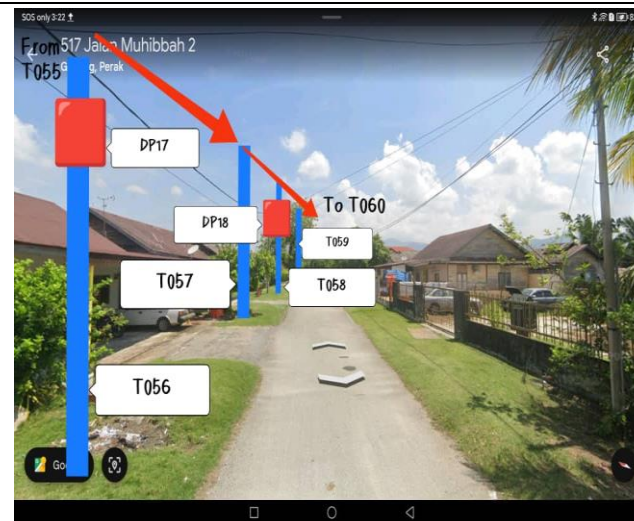 SOS only 3:22
From 517 Jalan Muhibbah 2
T055
Perak
DP17
DP18
To T060
T059
T057
T058
T056
Go